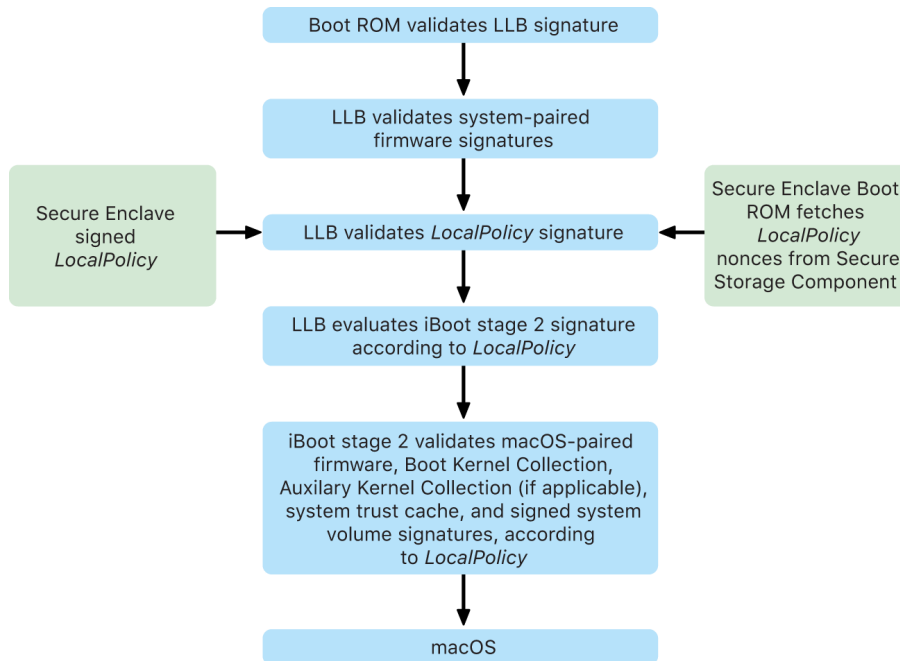 Boot ROM validates LLB signature
LLB validates system-paired
firmware signatures
Secure Enclave
signed
LocalPolicy
LLB validates LocalPolicy signature
Secure Enclave Boot
ROM fetches
LocalPolicy
nonces from Secure
Storage Component
LLB evaluates iBoot stage 2 signature
according to LocalPolicy
iBoot stage 2 validates macOS-paired
firmware, Boot Kernel Collection,
Auxilary Kernel Collection (if applicable),
system trust cache, and signed system
volume signatures, according
to LocalPolicy
macOS